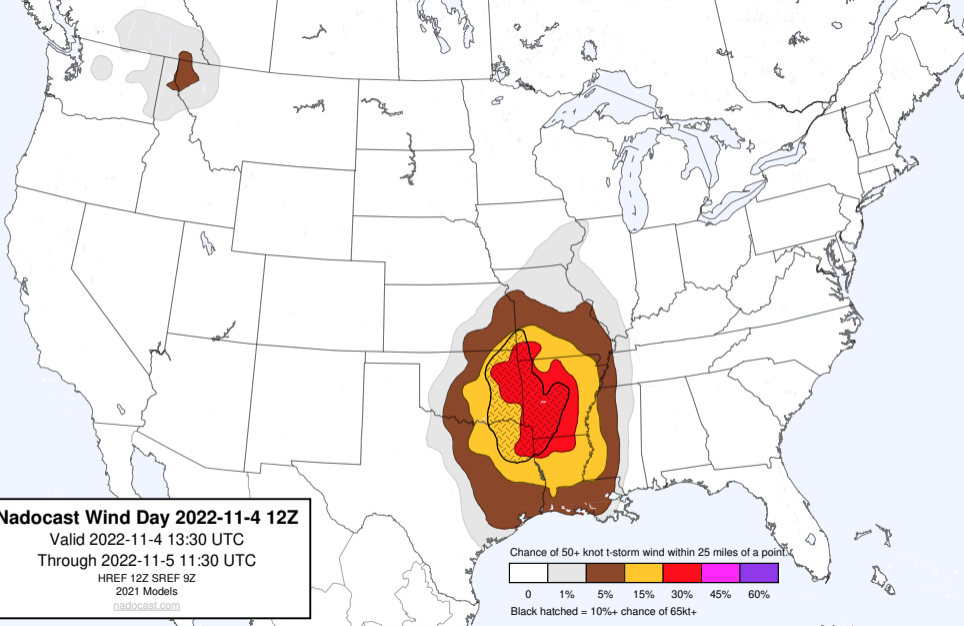 Nadocast Wind Day 2022-11-4 12Z
Valid 2022-11-4 13:30 UTC
Through 2022-11-5 11:30 UTC
HREF 12Z SREF 9Z
2021 Models
nadocast.com
Chance of 50+ knot t-storm wind within 25 miles of a point.
0 1% 5% 15% 30% 45% 60%
Black hatched = 10%+ chance of 65kt+